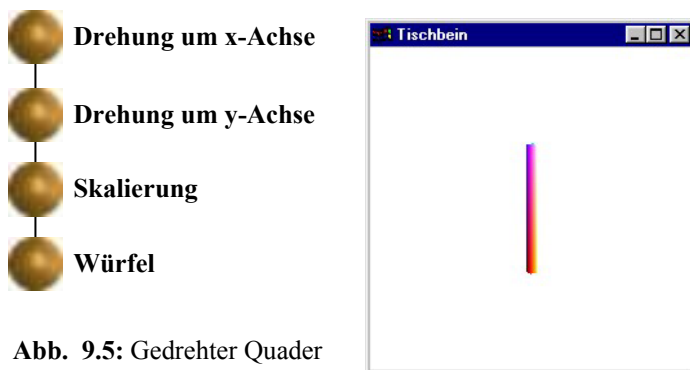 Drehung um x-Achse
Drehung um y-Achse
Skalierung
Würfel
Abb. 9.5: Gedrehter Quader
Tischbein